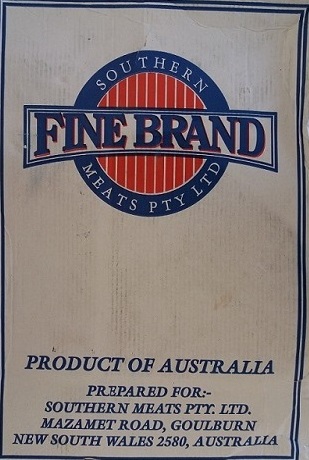 SOUTHERN
FINE BRAND
MEATS PTY LTD
PRODUCT OF AUSTRALIA
PREPARED FOR:-
SOUTHERN MEATS PTY. LTD.
MAZAMET ROAD, GOULBURN
NEW SOUTH WALES 2580, AUSTRALIA